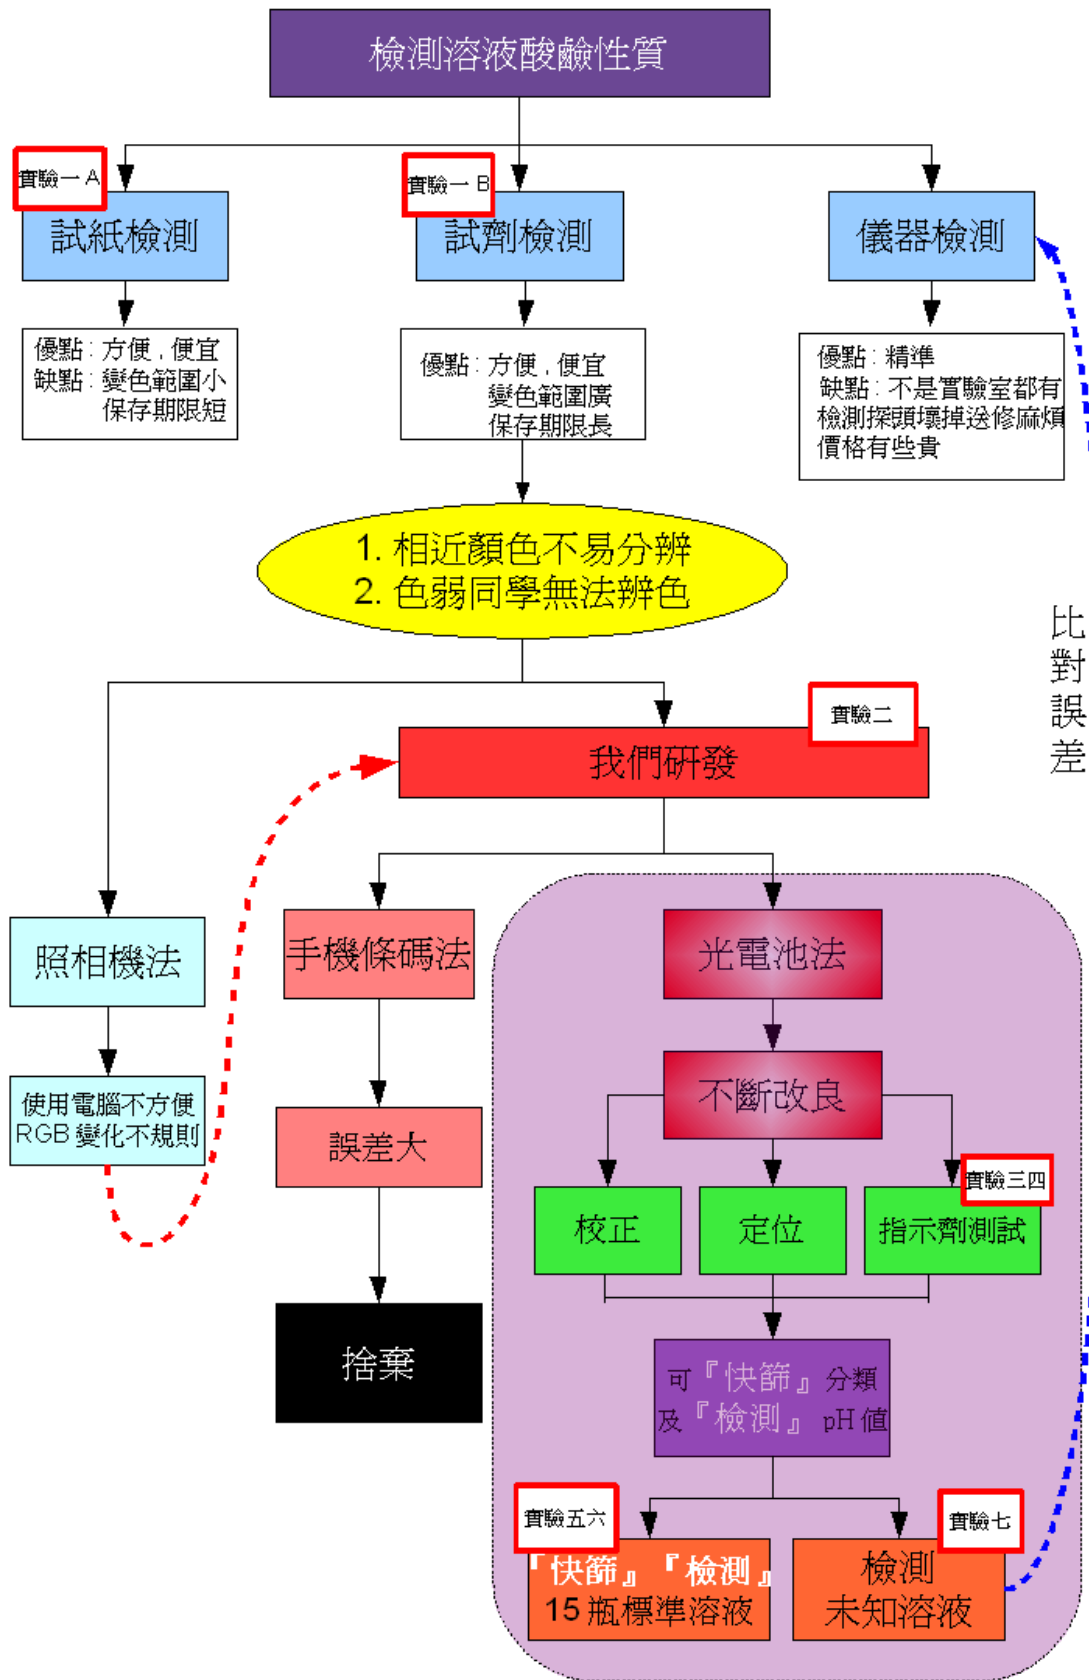 檢測溶液酸鹼性質
實驗一 A
實驗一 B
試紙檢測
試劑檢測
儀器檢測
優點 : 方便 , 便宜
缺點 : 變色範圍小
保存期限短
優點 : 方便 , 便宜
變色範圍廣
保存期限長
優點 : 精準
缺點 : 不是實驗室都有
檢測探頭壞掉送修麻煩
價格有些貴
1. 相近顏色不易分辨
2. 色弱同學無法辨色
比
對
誤
差
實驗二
我們研發
照相機法
手機條碼法
光電池法
使用電腦不方便
RGB 變化不規則
誤差大
不斷改良
實驗三四
校正
定位
指示劑測試
捨棄
可『快篩』分類
及『檢測』 pH 值
實驗五六
實驗七
『快篩』『檢測』
15 瓶標準溶液
檢測
未知溶液